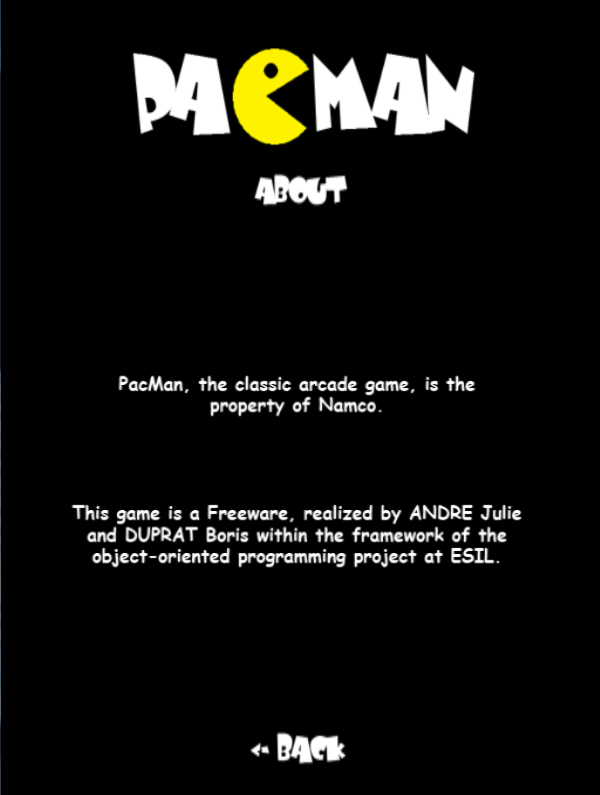 PACMAN
ABOUT
PacMan, the classic arcade game, is the
property of Namco.
This game is a Freeware, realized by ANDRE Julie
and DUPRAT Boris within the framework of the
object-oriented programming project at ESIL.
<- BACK